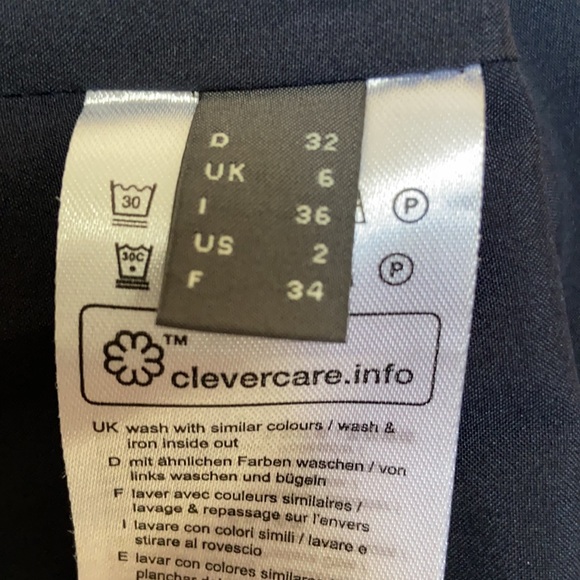 D 32
UK 6
I 36
US 2
F 34
30 P
30C P
TM
clevercare.info
UK wash with similar colours / wash &
iron inside out
D mit ähnlichen Farben waschen / von
links waschen und bügeln
F laver avec couleurs similaires /
lavage & repassage sur l'envers
I lavare con colori simili / lavare e
stirare al rovescio
E lavar con colores similares
planchar